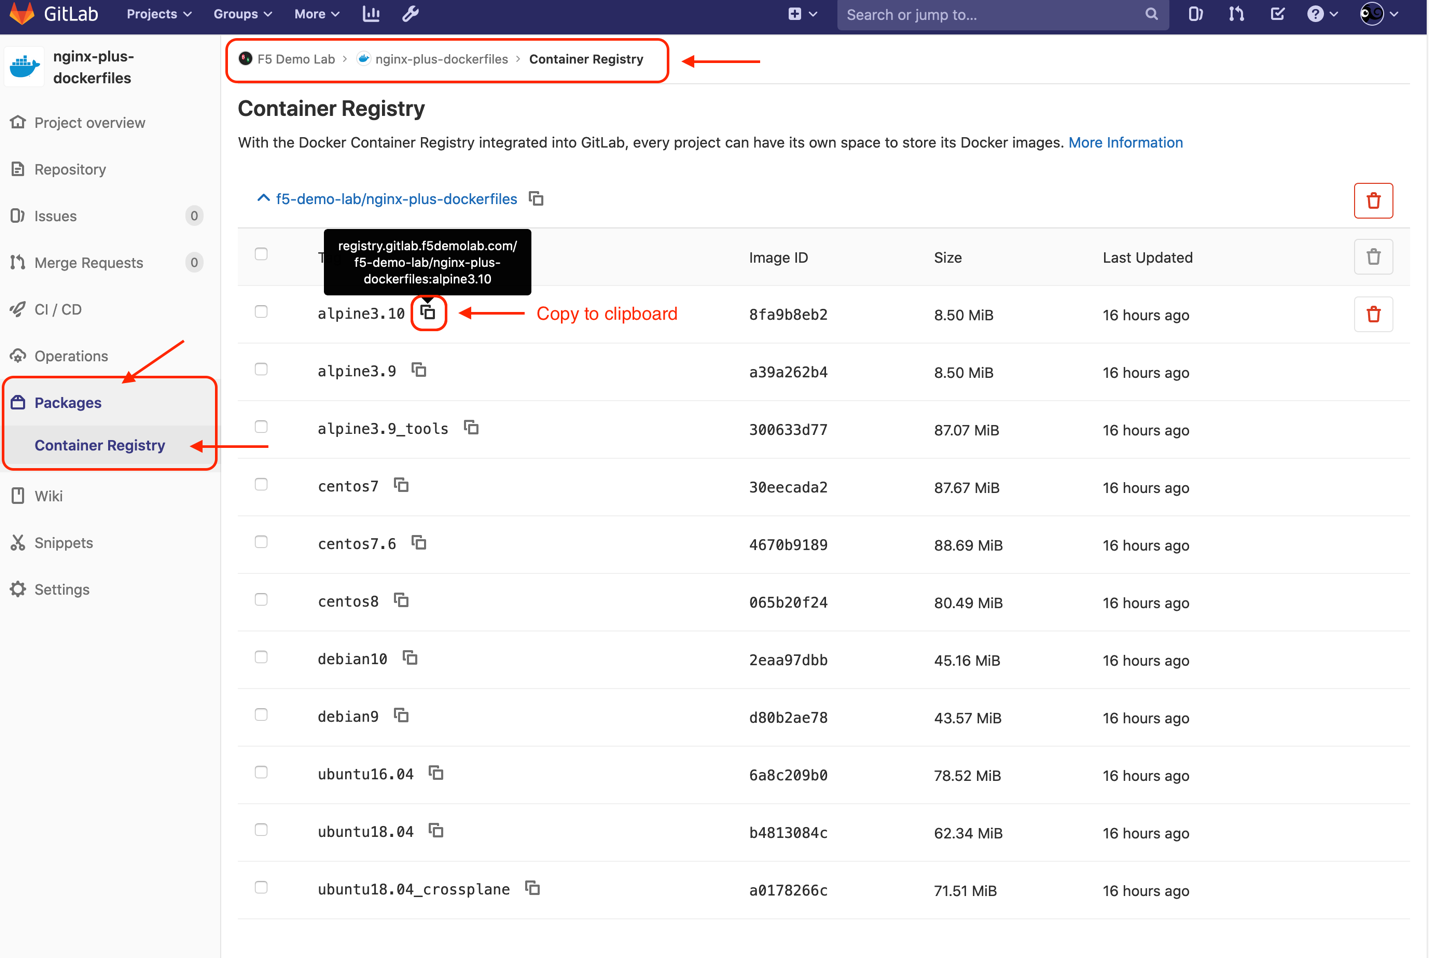 GitLab Projects Groups More Search or jump to...
nginx-plus-
dockerfiles
Project overview
Repository
Issues 0
Merge Requests 0
CI / CD
Operations
Packages
Container Registry
Wiki
Snippets
Settings
F5 Demo Lab > nginx-plus-dockerfiles > Container Registry
Container Registry
With the Docker Container Registry integrated into GitLab, every project can have its own space to store its Docker images. More Information
f5-demo-lab/nginx-plus-dockerfiles
registry.gitlab.f5demolab.com/
f5-demo-lab/nginx-plus-
dockerfiles:alpine3.10
Image ID Size Last Updated
alpine3.10 Copy to clipboard 8fa9b8eb2 8.50 MiB 16 hours ago
alpine3.9 a39a262b4 8.50 MiB 16 hours ago
alpine3.9_tools 300633d77 87.07 MiB 16 hours ago
centos7 30eecada2 87.67 MiB 16 hours ago
centos7.6 4670b9189 88.69 MiB 16 hours ago
centos8 065b20f24 80.49 MiB 16 hours ago
debian10 2eaa97dbb 45.16 MiB 16 hours ago
debian9 d80b2ae78 43.57 MiB 16 hours ago
ubuntu16.04 6a8c209b0 78.52 MiB 16 hours ago
ubuntu18.04 b4813084c 62.34 MiB 16 hours ago
ubuntu18.04_crossplane a0178266c 71.51 MiB 16 hours ago